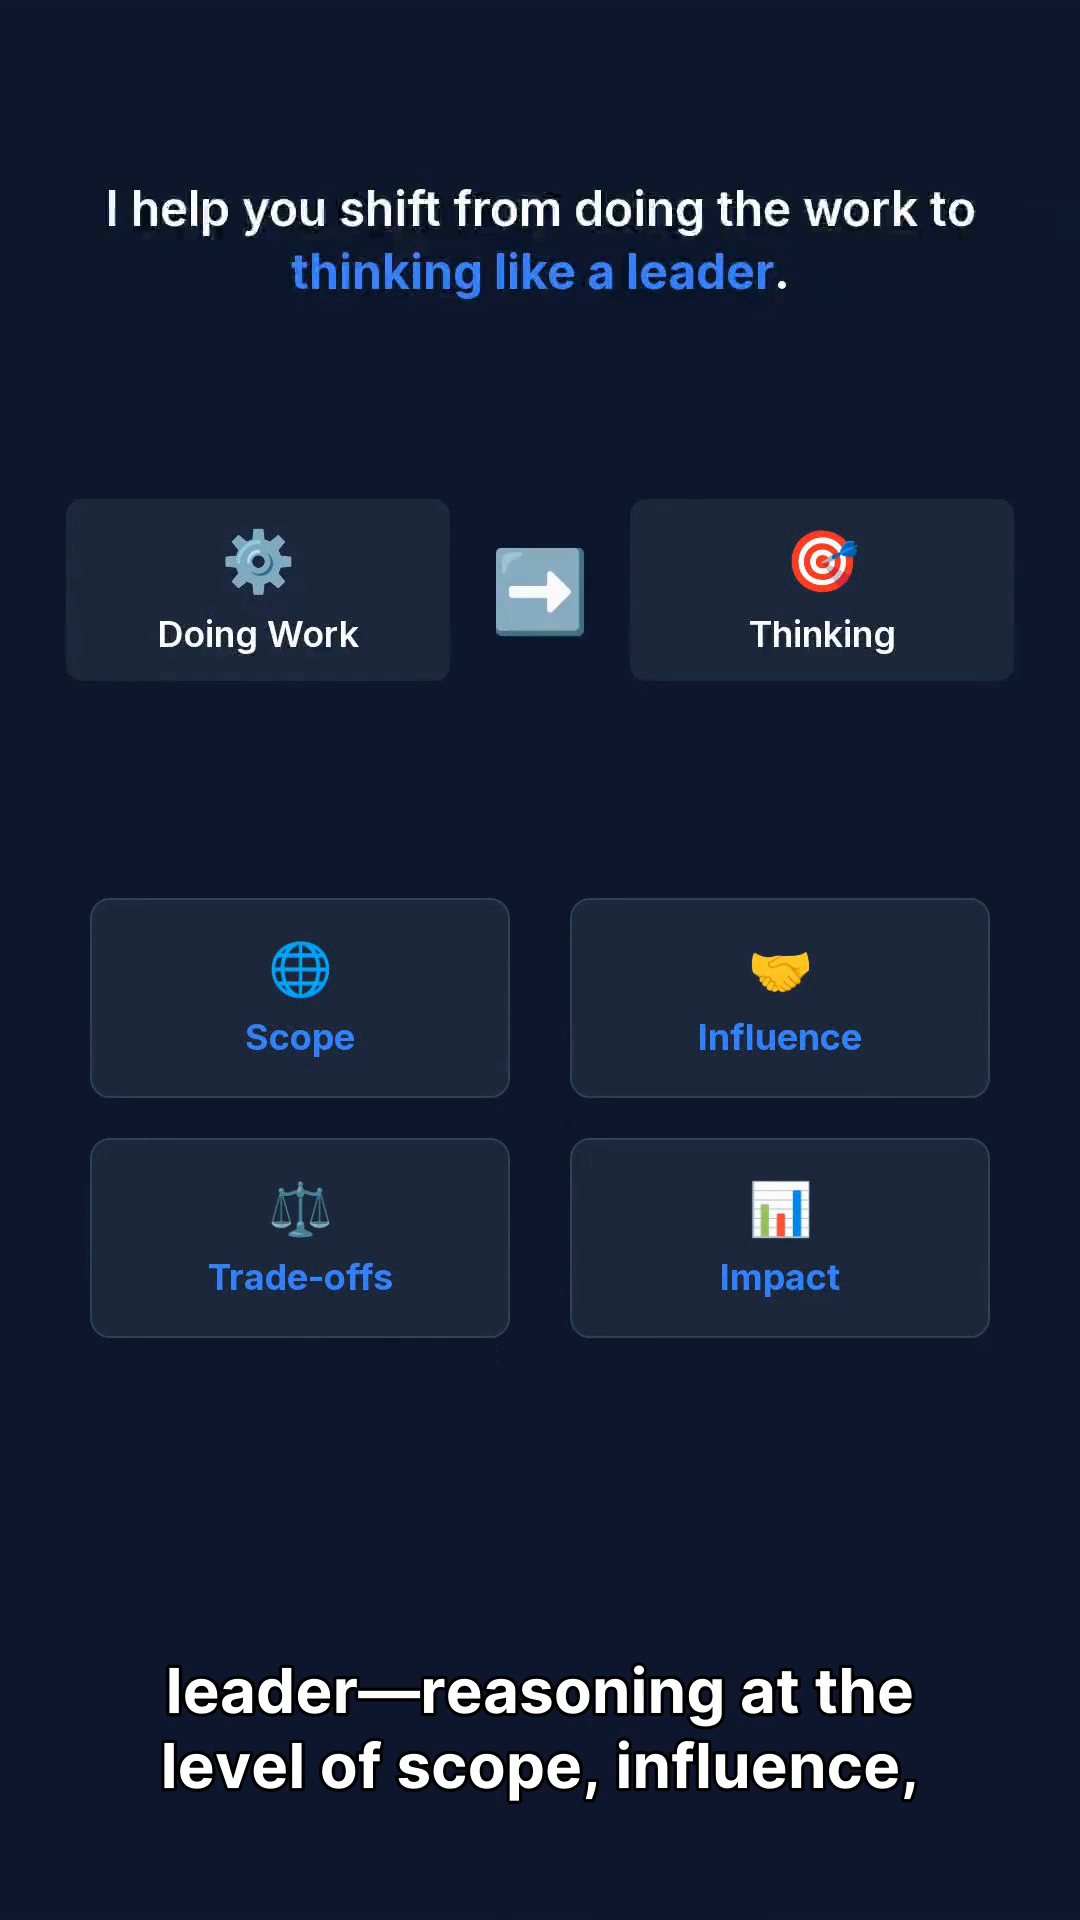 I help you shift from doing the work to
thinking like a leader.
Doing Work
Thinking
Scope
Influence
Trade-offs
Impact
leader—reasoning at the
level of scope, influence,